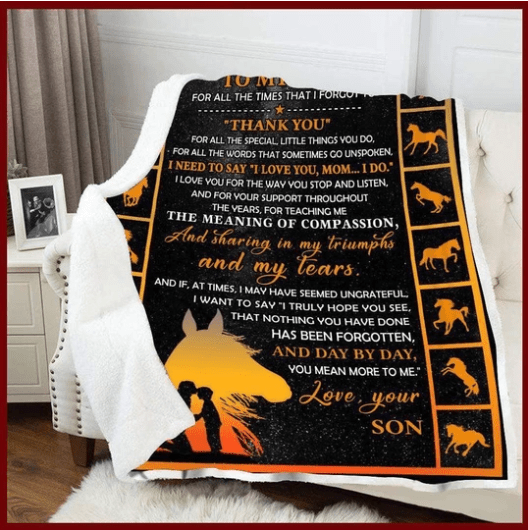 TO M
FOR ALL THE TIMES THAT I FORGOT
"THANK YOU"
FOR ALL THE SPECIAL, LITTLE THINGS YOU DO,
FOR ALL THE WORDS THAT SOMETIMES GO UNSPOKEN,
I NEED TO SAY "I LOVE YOU, MOM... I DO."
I LOVE YOU FOR THE WAY YOU STOP AND LISTEN,
AND FOR YOUR SUPPORT THROUGHOUT
THE YEARS, FOR TEACHING ME
THE MEANING OF COMPASSION,
And sharing in my triumphs
and my tears.
AND IF, AT TIMES, I MAY HAVE SEEMED UNGRATEFUL,
I WANT TO SAY "I TRULY HOPE YOU SEE,
THAT NOTHING YOU HAVE DONE
HAS BEEN FORGOTTEN,
AND DAY BY DAY,
YOU MEAN MORE TO ME."
Love your
SON